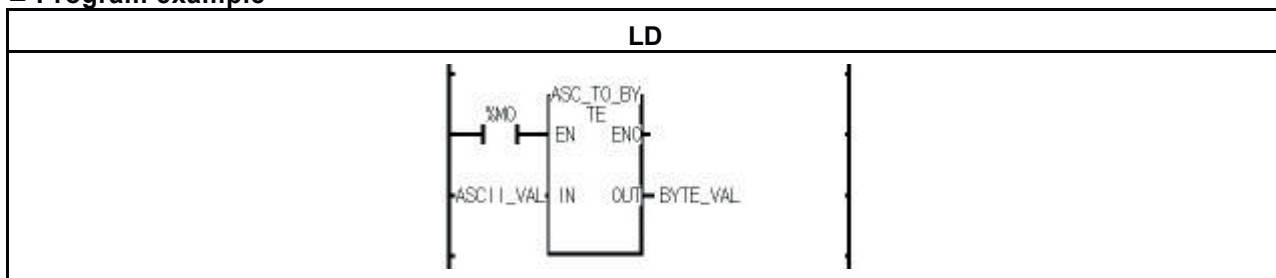 ■ Program example
LD
ASC_TO_BY
%M0
TE
EN ENO
ASCII_VAL IN OUT BYTE_VAL